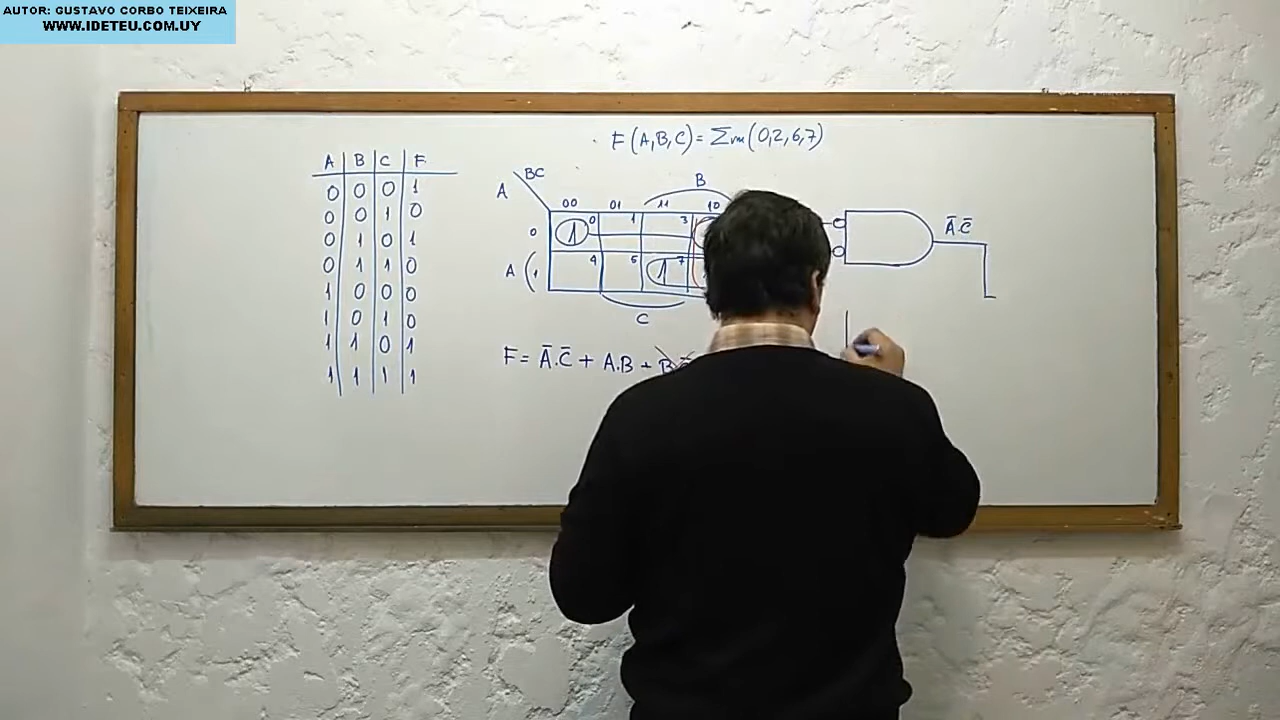 AUTOR: GUSTAVO CORBO TEIXEIRA
WWW.IDETEU.COM.UY
F(A,B,C)=Σm(0,2,6,7)
A B C F
0 0 0 1
0 0 1 0
0 1 0 1
0 1 1 0
1 0 0 0
1 0 1 0
1 1 0 1
1 1 1 1
BC
A
B
00 01 11 10
0 1 0 1 3
A ( 1 4 5 1 7
C
F = Ā.C̄ + A.B + B
Ā.C̄